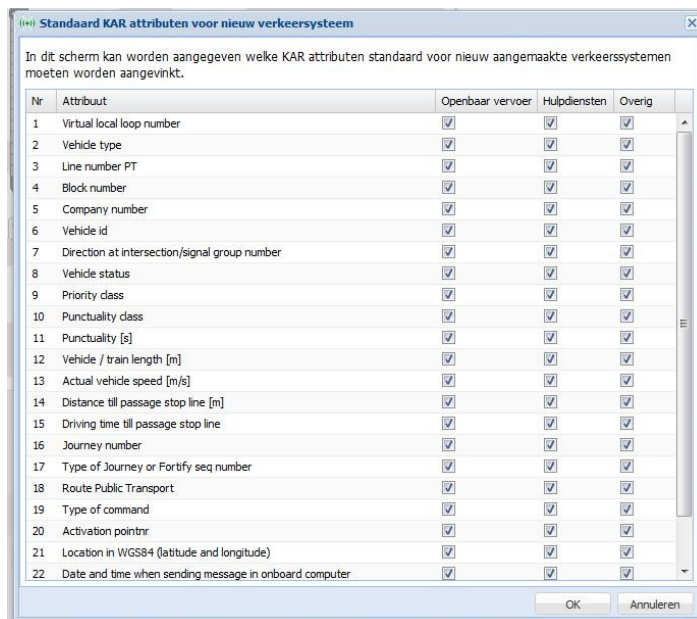 Standaard KAR attributen voor nieuw verkeersysteem
In dit scherm kan worden aangegeven welke KAR attributen standaard voor nieuw aangemaakte verkeerssystemen
moeten worden aangevinkt.
Nr Attribuut Openbaar vervoer Hulpdiensten Overig
1 Virtual local loop number
2 Vehicle type
3 Line number PT
4 Block number
5 Company number
6 Vehicle id
7 Direction at intersection/signal group number
8 Vehicle status
9 Priority class
10 Punctuality class
11 Punctuality [s]
12 Vehicle / train length [m]
13 Actual vehicle speed [m/s]
14 Distance till passage stop line [m]
15 Driving time till passage stop line
16 Journey number
17 Type of Journey or Fortify seq number
18 Route Public Transport
19 Type of command
20 Activation pointnr
21 Location in WGS84 (latitude and longitude)
22 Date and time when sending message in onboard computer
OK Annuleren